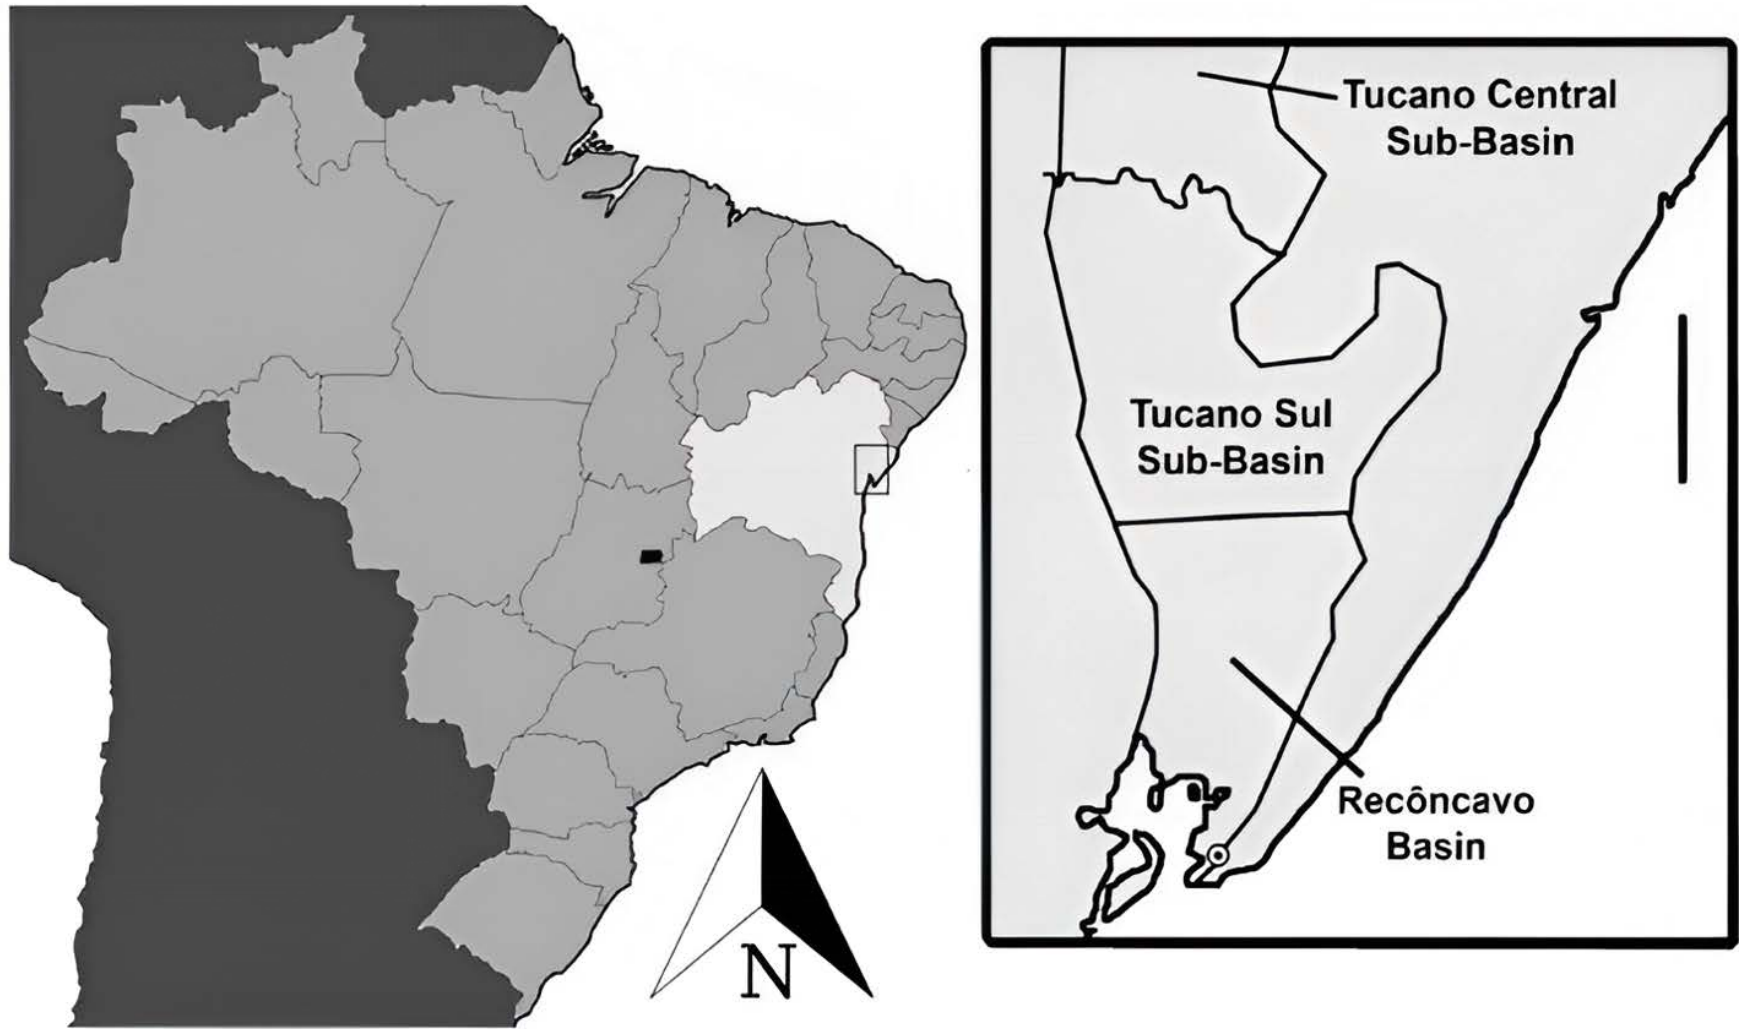 Tucano Central
Sub-Basin
Tucano Sul
Sub-Basin
Recôncavo
Basin
N